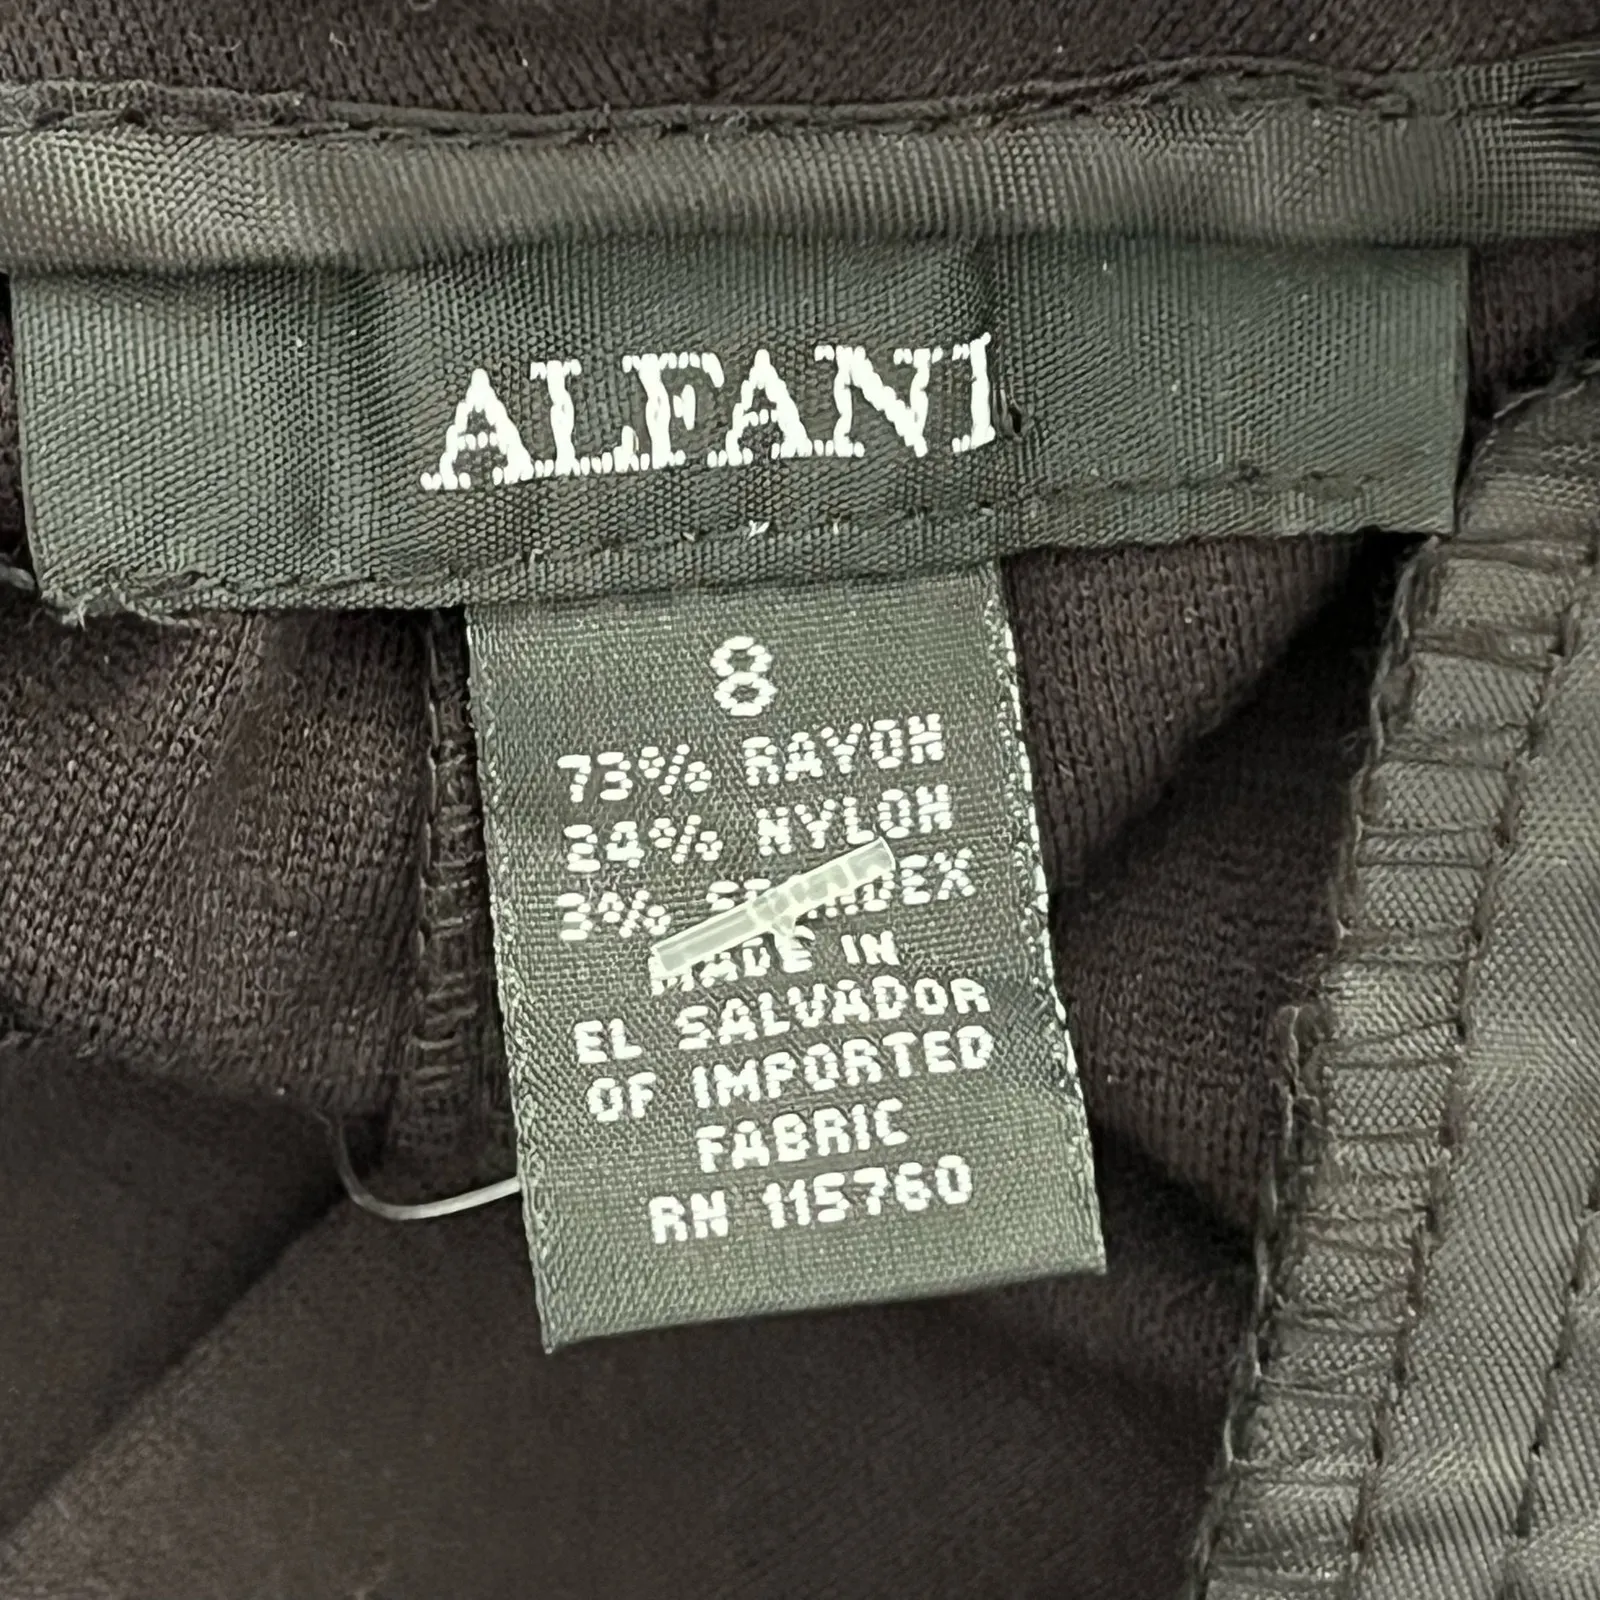 ALFANI
8
73% RAYON
24% NYLON
3% SPANDEX
MADE IN
EL SALVADOR
OF IMPORTED
FABRIC
RN 115760